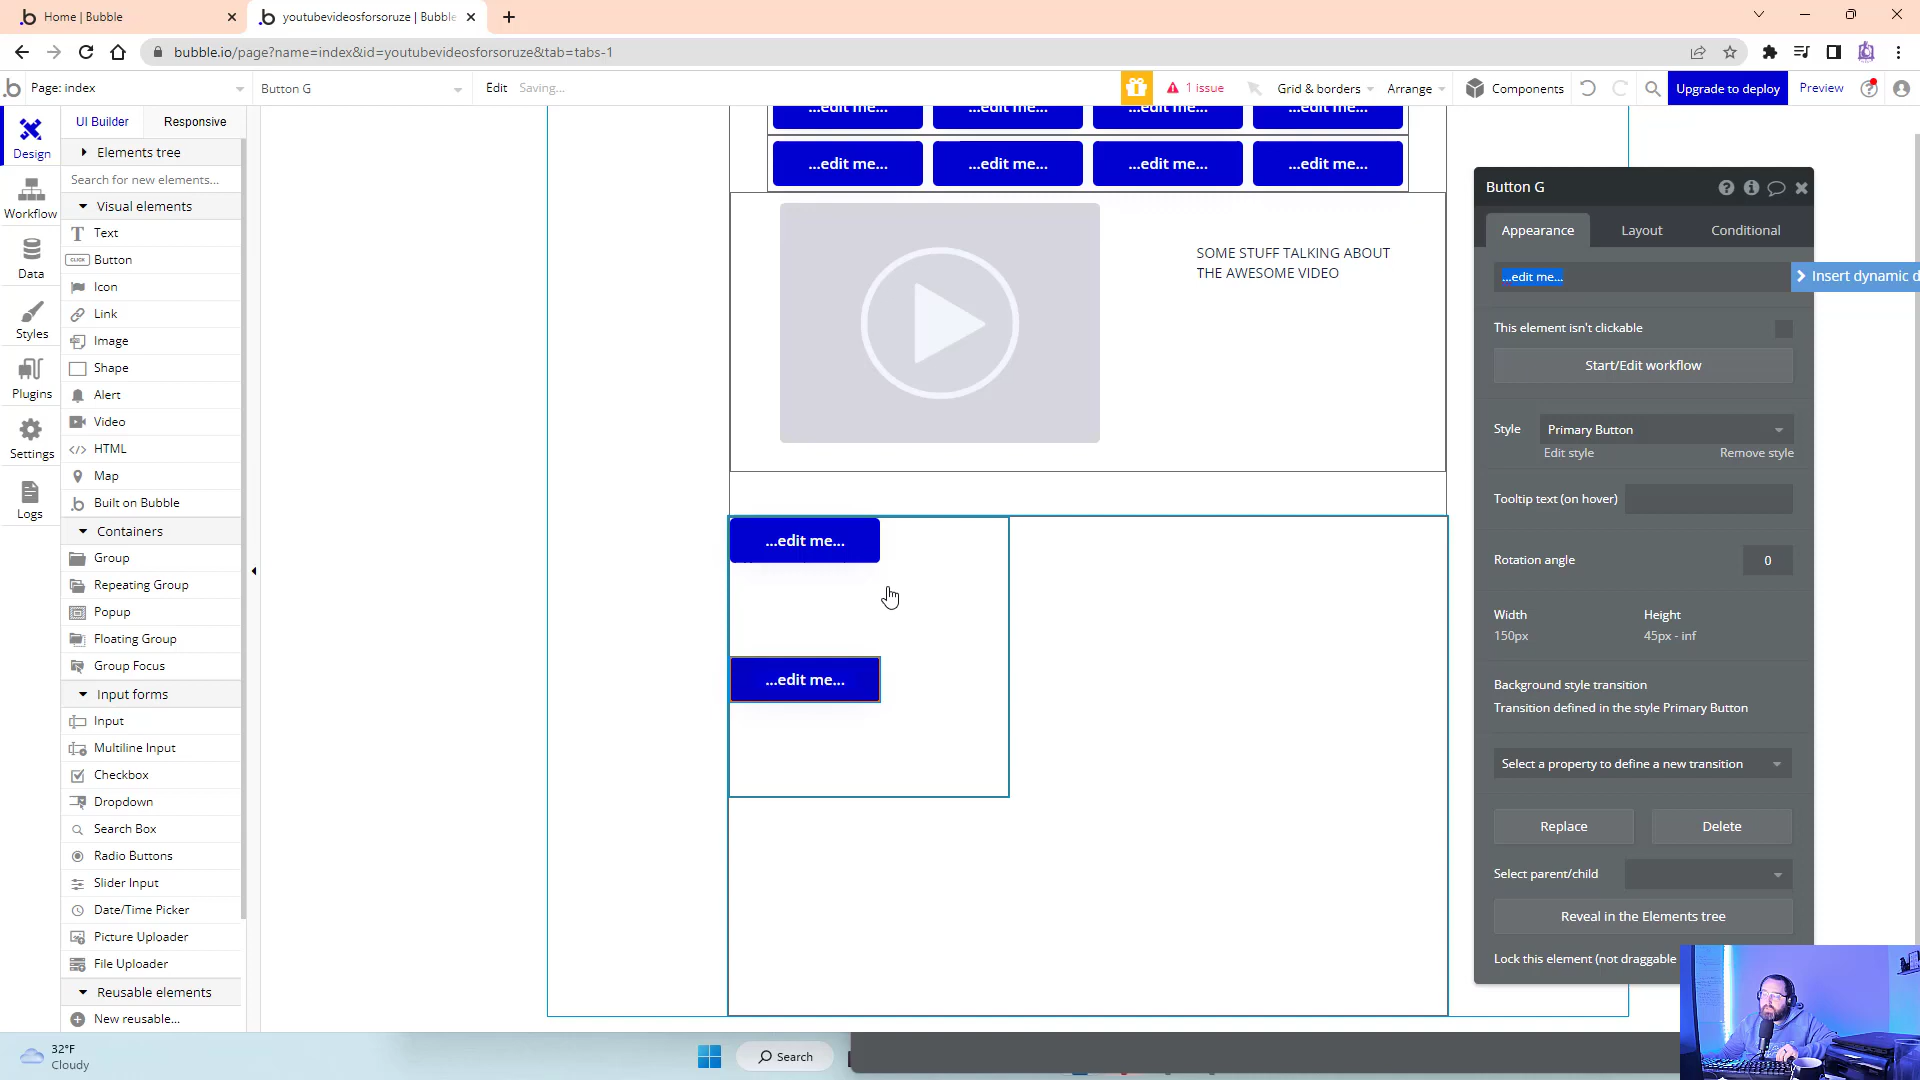 Home | Bubble
youtubevideosforsoruze | Bubble
bubble.io/page?name=index&id=youtubevideosforsoruze&tab=tabs-1
Page: index
Button G
Edit
Saving...
1 issue
Grid & borders
Arrange
Components
Upgrade to deploy
Preview
Design
Workflow
Data
Styles
Plugins
Settings
Logs
UI Builder
Responsive
Elements tree
Search for new elements...
Visual elements
Text
CLICK
Button
Icon
Link
Image
Shape
Alert
Video
HTML
Map
Built on Bubble
Containers
Group
Repeating Group
Popup
Floating Group
Group Focus
Input forms
Input
Multiline Input
Checkbox
Dropdown
Search Box
Radio Buttons
Slider Input
Date/Time Picker
Picture Uploader
File Uploader
Reusable elements
New reusable...
...edit me... ...edit me... ...edit me... ...edit me...
...edit me... ...edit me... ...edit me... ...edit me...
SOME STUFF TALKING ABOUT
THE AWESOME VIDEO
...edit me...
...edit me...
Button G
Appearance
Layout
Conditional
...edit me...
Insert dynamic d
This element isn't clickable
Start/Edit workflow
Style
Primary Button
Edit style
Remove style
Tooltip text (on hover)
Rotation angle
0
Width
Height
150px
45px - inf
Background style transition
Transition defined in the style Primary Button
Select a property to define a new transition
Replace
Delete
Select parent/child
Reveal in the Elements tree
Lock this element (not draggable
32°F
Cloudy
Search